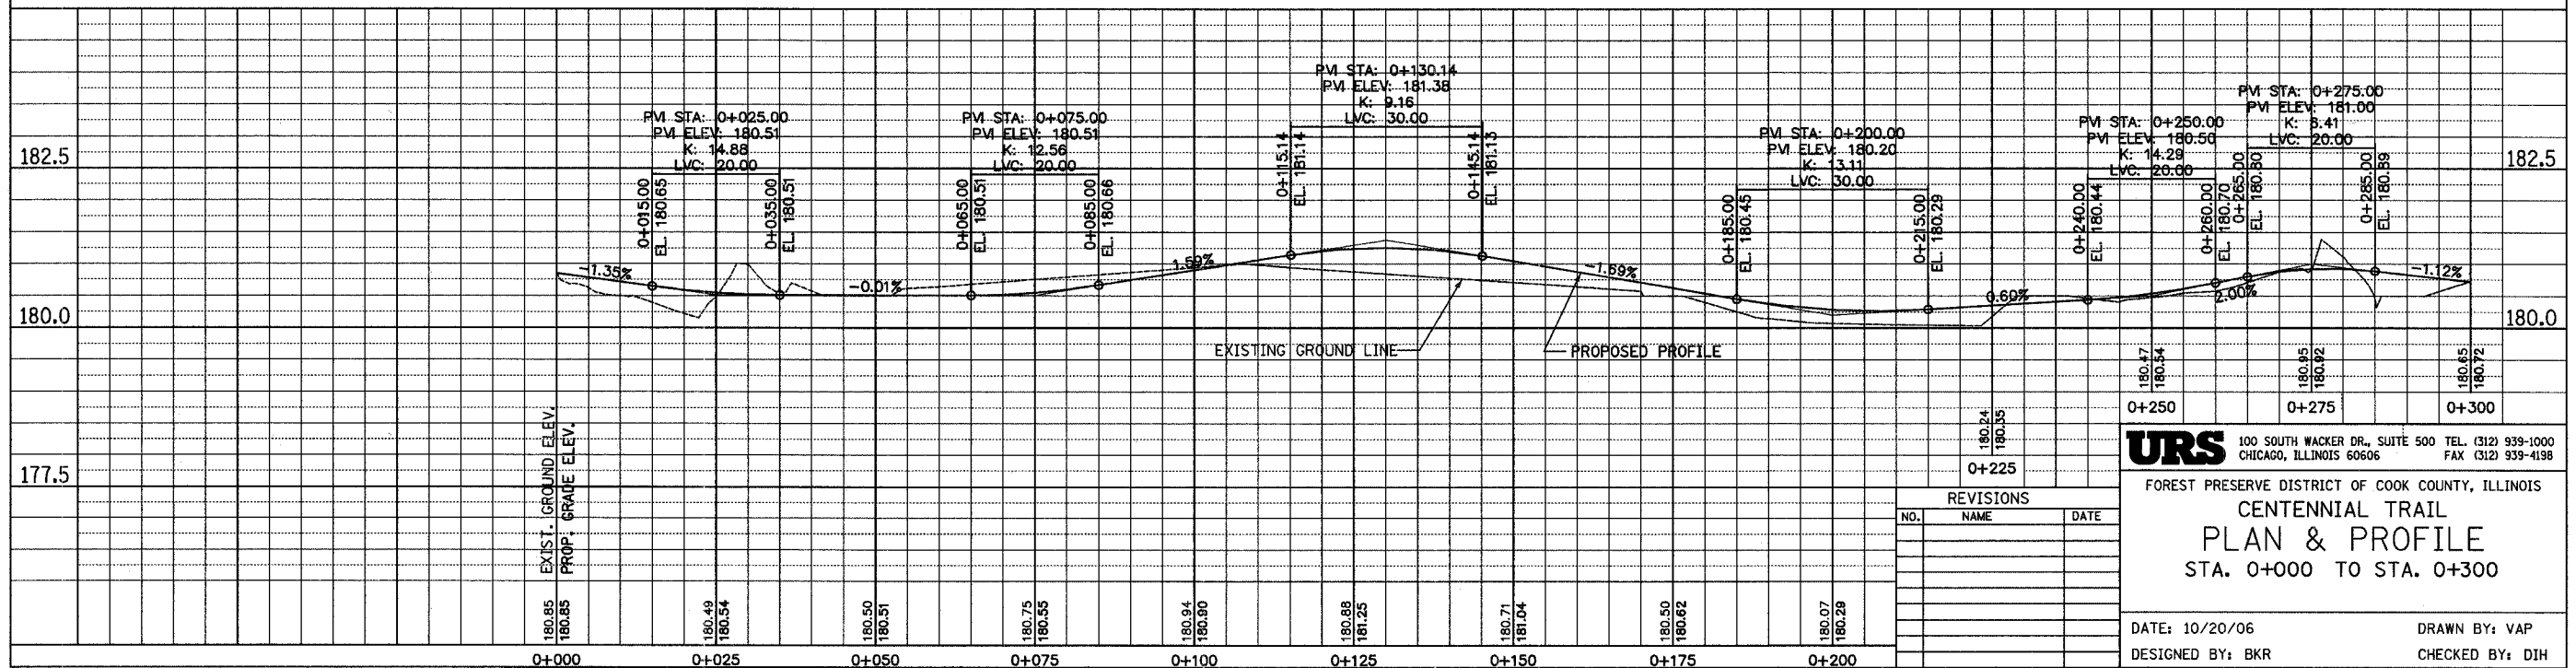 PVI STA: 0+025.00
PVI ELEV: 180.51
K: 14.88
LVC: 20.00
0+015.00
EL. 180.65
0+035.00
EL. 180.51
PVI STA: 0+075.00
PVI ELEV: 180.51
K: 12.56
LVC: 20.00
0+065.00
EL. 180.51
0+085.00
EL. 180.66
PVI STA: 0+130.14
PVI ELEV: 181.38
K: 9.16
LVC: 30.00
0+115.14
EL. 181.14
0+145.14
EL. 181.13
PVI STA: 0+200.00
PVI ELEV: 180.20
K: 13.11
LVC: 30.00
0+185.00
EL. 180.45
0+215.00
EL. 180.29
PVI STA: 0+250.00
PVI ELEV: 180.50
K: 14.29
LVC: 20.00
0+240.00
EL. 180.44
0+260.00
EL. 180.70
PVI STA: 0+275.00
PVI ELEV: 181.00
K: 6.41
LVC: 20.00
0+265.00
EL. 180.80
0+285.00
EL. 180.89
182.5
182.5
-1.35%
-0.01%
1.59%
-1.69%
0.60%
2.00%
-1.12%
180.0
180.0
EXISTING GROUND LINE
PROPOSED PROFILE
177.5
EXIST. GROUND ELEV.
PROP. GRADE ELEV.
180.85
180.85
0+000
180.49
180.54
0+025
180.50
180.51
0+050
180.75
180.55
0+075
180.94
180.90
0+100
180.88
181.25
0+125
180.71
181.04
0+150
180.50
180.62
0+175
180.07
180.29
0+200
180.24
180.35
0+225
180.47
180.54
0+250
180.95
180.92
0+275
180.65
180.72
0+300
REVISIONS
NO. NAME DATE
URS 100 SOUTH WACKER DR., SUITE 500 TEL. (312) 939-1000
CHICAGO, ILLINOIS 60606 FAX (312) 939-4198
FOREST PRESERVE DISTRICT OF COOK COUNTY, ILLINOIS
CENTENNIAL TRAIL
PLAN & PROFILE
STA. 0+000 TO STA. 0+300
DATE: 10/20/06 DRAWN BY: VAP
DESIGNED BY: BKR CHECKED BY: DIH